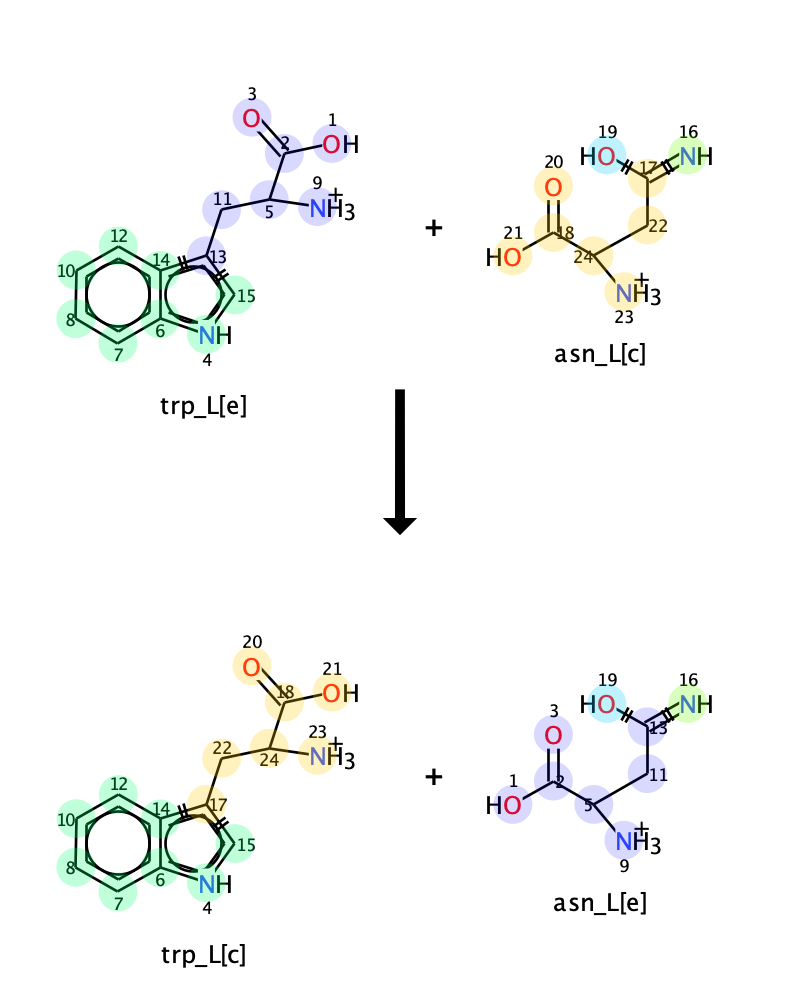 3
1
O
2
OH
9
+
11
5
NH3
12
14
13
10
15
8
6
NH
7
4
trp_L[e]
+
19
16
HO
17
NH
20
O
22
21
18
24
HO
+
NH3
23
asn_L[c]
20
21
O
18
OH
23
+
22
24
NH3
12
14
17
10
15
8
6
NH
7
4
trp_L[c]
+
19
16
HO
13
NH
3
O
11
1
2
5
HO
+
NH3
9
asn_L[e]